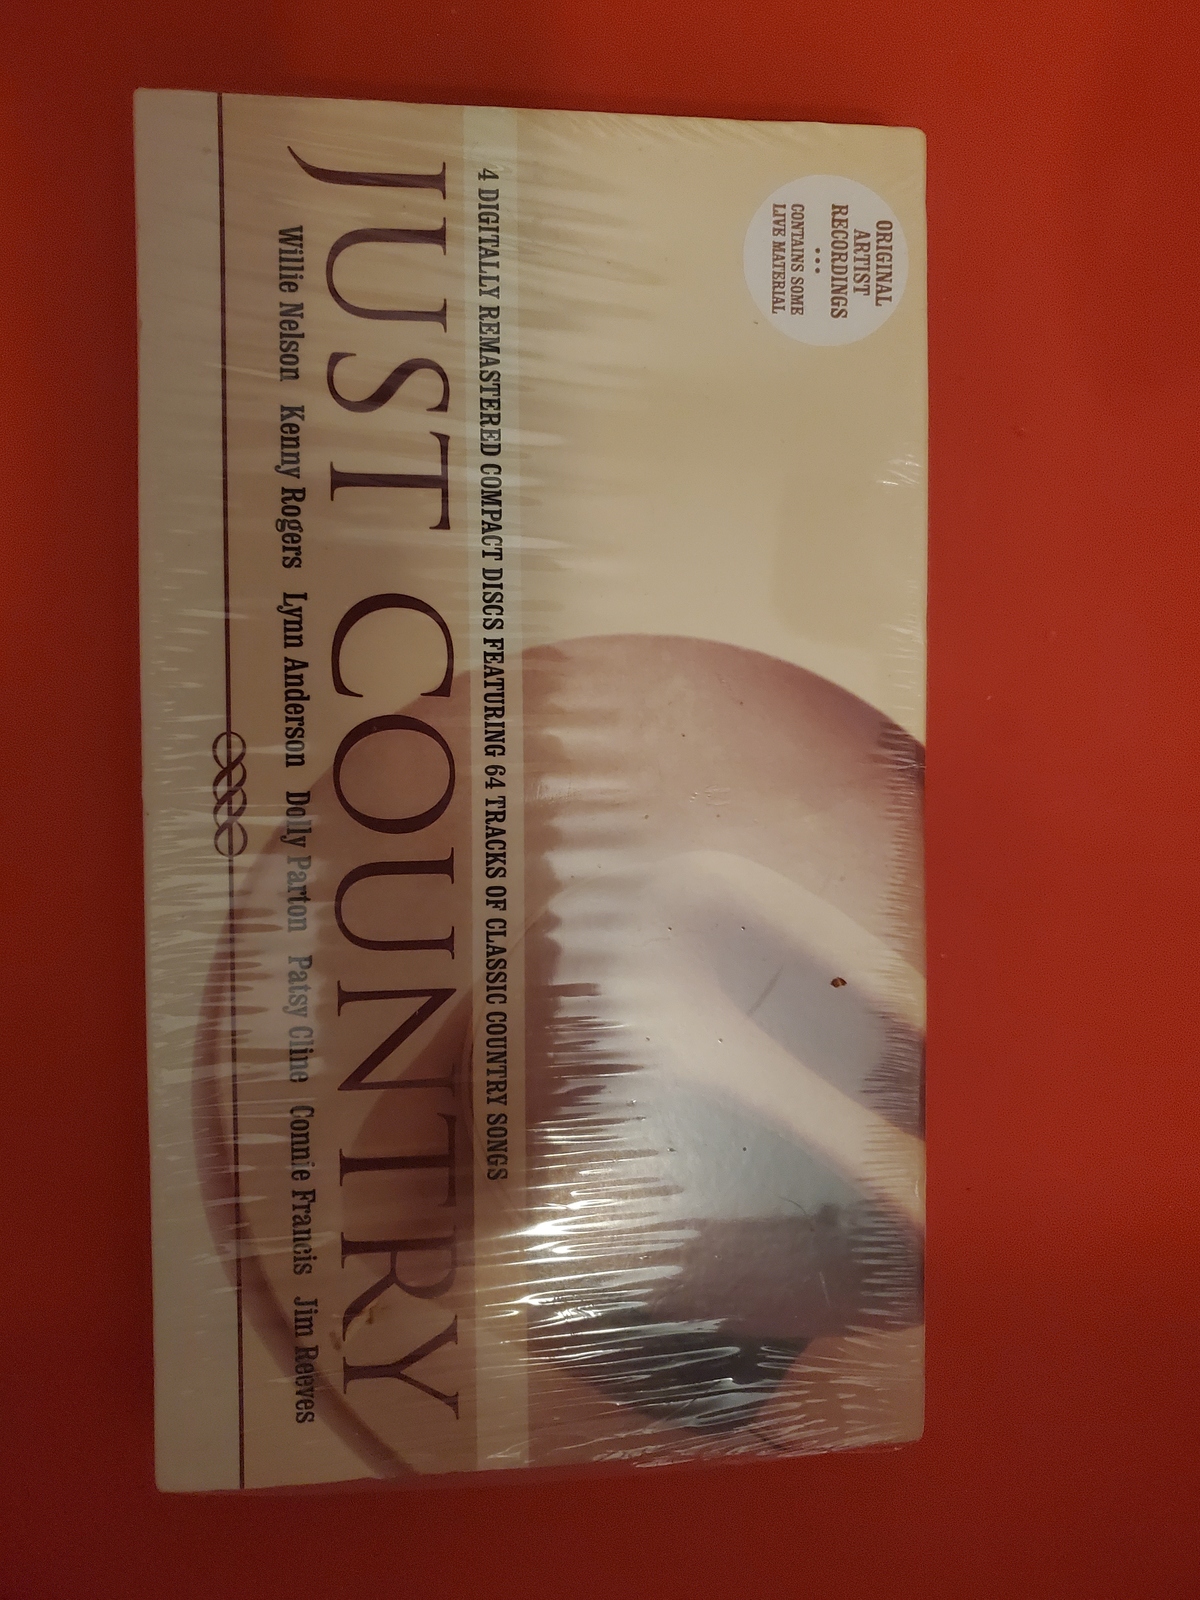 ORIGINAL
ARTIST
RECORDINGS
•••
CONTAINS SOME
LIVE MATERIAL
4 DIGITALLY REMASTERED COMPACT DISCS FEATURING 64 TRACKS OF CLASSIC COUNTRY SONGS
JUST COUNTRY
Willie Nelson Kenny Rogers Lynn Anderson Dolly Parton Patsy Cline Connie Francis Jim Reeves